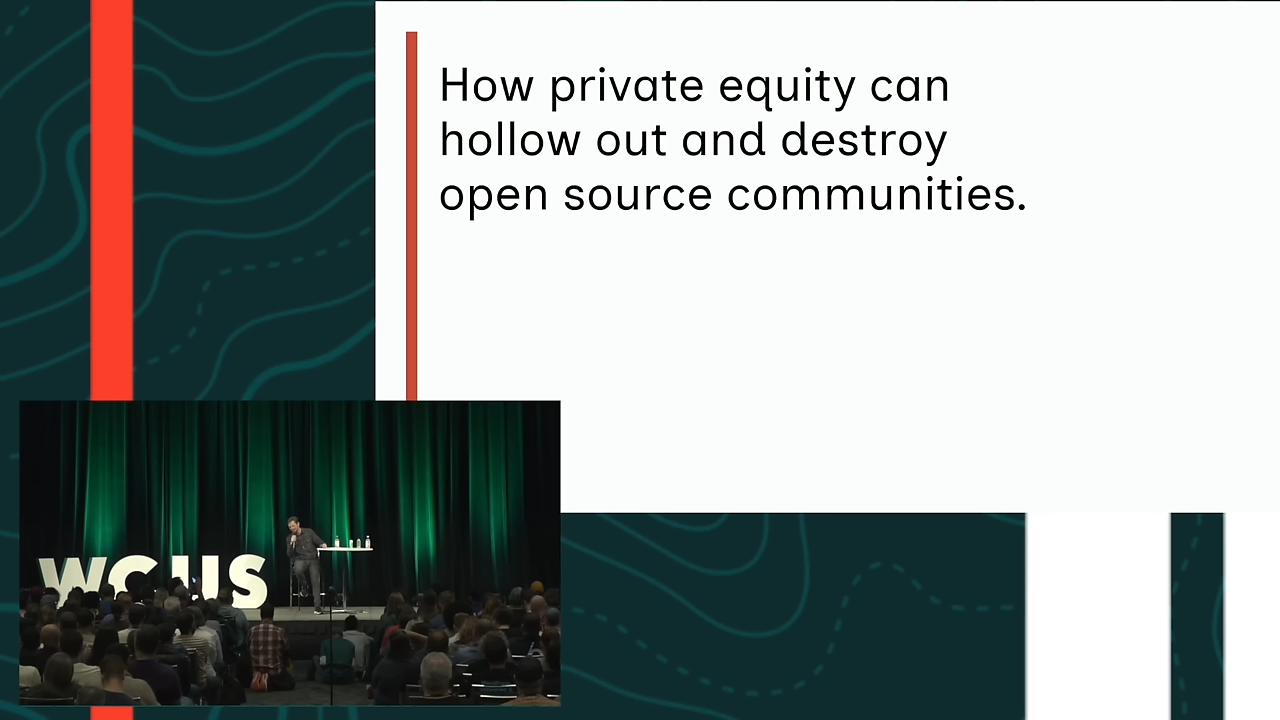 How private equity can
hollow out and destroy
open source communities.
WCUS